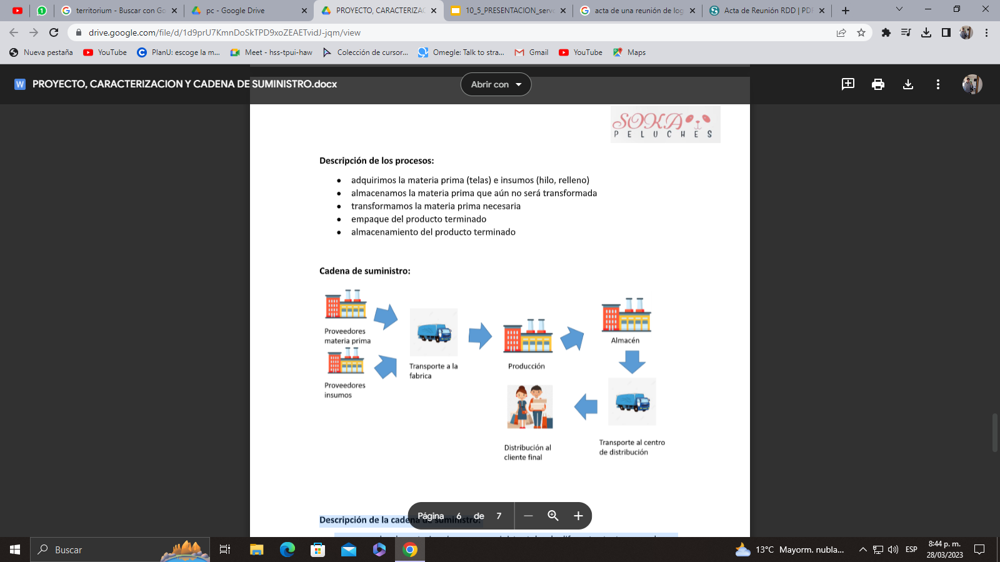 territorium - Buscar con Go
pc - Google Drive
PROYECTO, CARACTERIZAC
10_5_PRESENTACION_servc
acta de una reunión de log
Acta de Reunión RDD | PDF
drive.google.com/file/d/1d9prU7KmnDoSkTPD9xoZEAETvidJ-jqm/view
Nueva pestaña
YouTube
PlanU: escoge la m...
Meet - hss-tpui-haw
Colección de cursor...
Omegle: Talk to stra...
Gmail
YouTube
Maps
W
PROYECTO, CARACTERIZACION Y CADENA DE SUMINISTRO.docx
Abrir con
SOKA
PELUCHES
Descripción de los procesos:
• adquirimos la materia prima (telas) e insumos (hilo, relleno)
• almacenamos la materia prima que aún no será transformada
• transformamos la materia prima necesaria
• empaque del producto terminado
• almacenamiento del producto terminado
Cadena de suministro:
Proveedores
materia prima
Proveedores
insumos
Transporte a la
fabrica
Producción
Almacén
Transporte al centro
de distribución
Distribución al
cliente final
Descripción de la cadena de suministro:
Página 6 de 7
Buscar
13°C Mayorm. nubla...
ESP
8:44 p. m.
28/03/2023